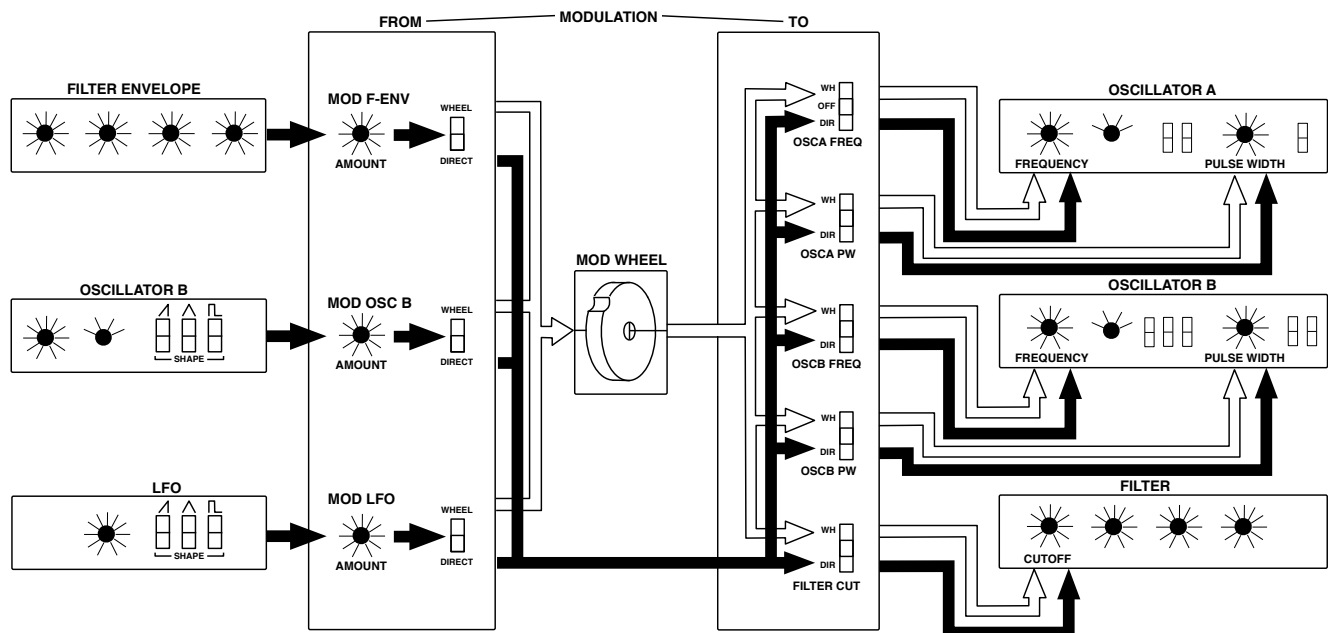 FROM MODULATION TO
FILTER ENVELOPE
MOD F-ENV
AMOUNT
WHEEL
DIRECT
OSCILLATOR B
SHAPE
MOD OSC B
AMOUNT
WHEEL
DIRECT
LFO
SHAPE
MOD LFO
AMOUNT
WHEEL
DIRECT
MOD WHEEL
WH
OFF
DIR
OSCA FREQ
WH
DIR
OSCA PW
WH
DIR
OSCB FREQ
WH
DIR
OSCB PW
WH
DIR
FILTER CUT
OSCILLATOR A
FREQUENCY PULSE WIDTH
OSCILLATOR B
FREQUENCY PULSE WIDTH
FILTER
CUTOFF